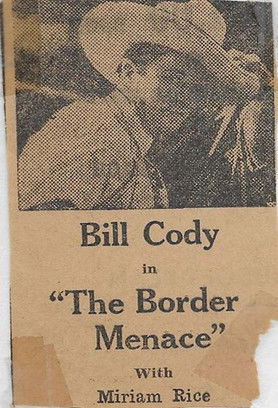 Bill Cody
in
“The Border
Menace”
With
Miriam Rice